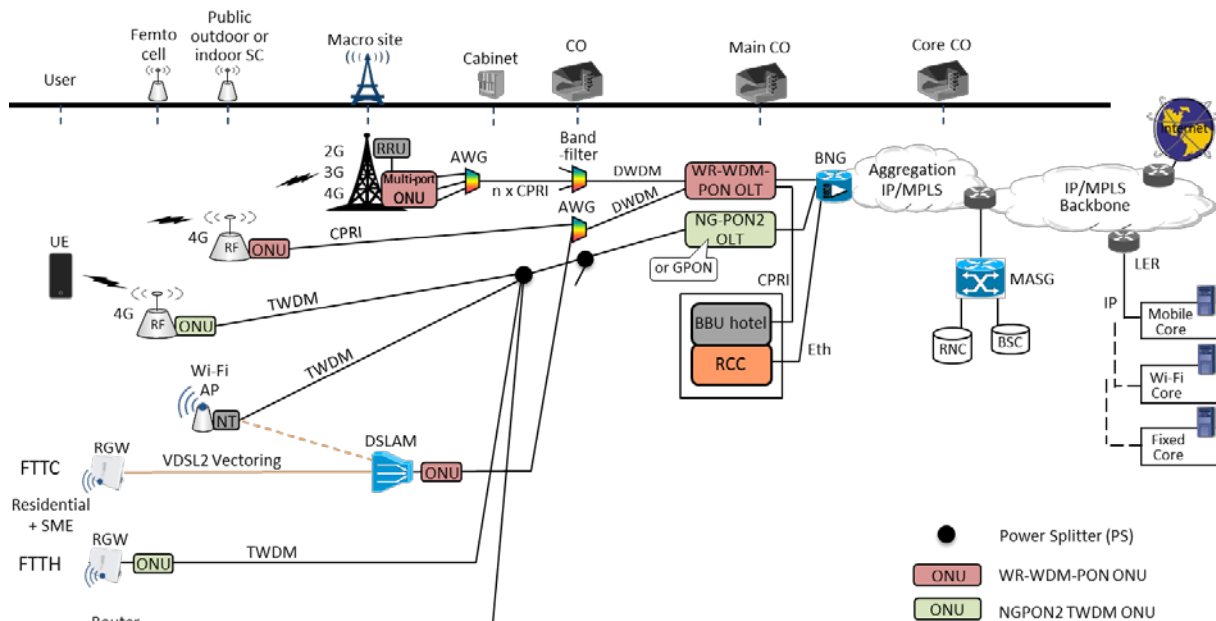 Public
outdoor or
indoor SC
Femto
cell
User
Macro site
Cabinet
CO
Main CO
Core CO
Internet
2G
3G
4G
RRU
Multi-port
ONU
AWG
n x CPRI
Band
-filter
DWDM
WR-WDM-
PON OLT
BNG
Aggregation
IP/MPLS
IP/MPLS
Backbone
AWG
DWDM
NG-PON2
OLT
or GPON
4G
RF
ONU
CPRI
UE
4G
RF
ONU
TWDM
TWDM
CPRI
BBU hotel
RCC
Eth
MASG
RNC
BSC
LER
IP
Mobile
Core
Wi-Fi
Core
Fixed
Core
Wi-Fi
AP
NT
FTTC
RGW
VDSL2 Vectoring
DSLAM
ONU
Residential
+ SME
FTTH
RGW
ONU
TWDM
Power Splitter (PS)
ONU
WR-WDM-PON ONU
ONU
NGPON2 TWDM ONU